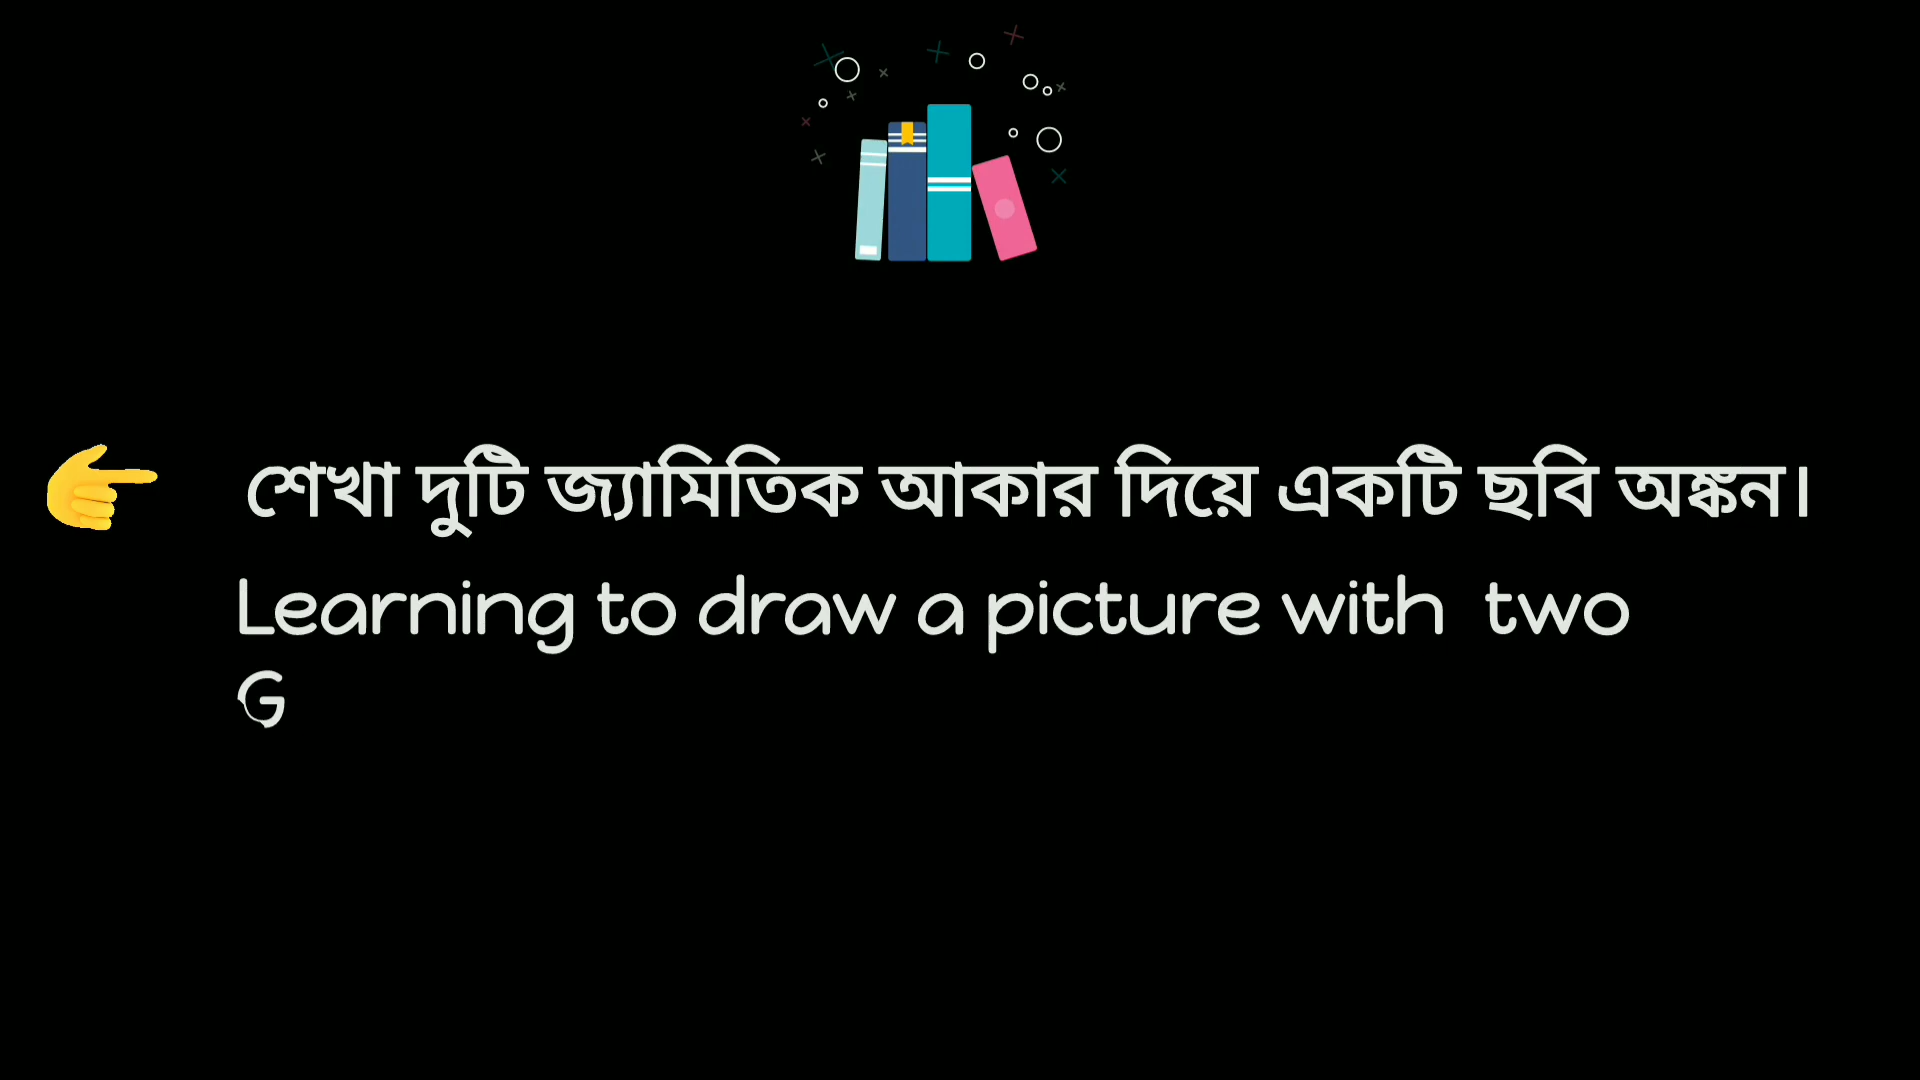 শেখা দুটি জ্যামিতিক আকার দিয়ে একটি ছবি অঙ্কন।
Learning to draw a picture with two
G